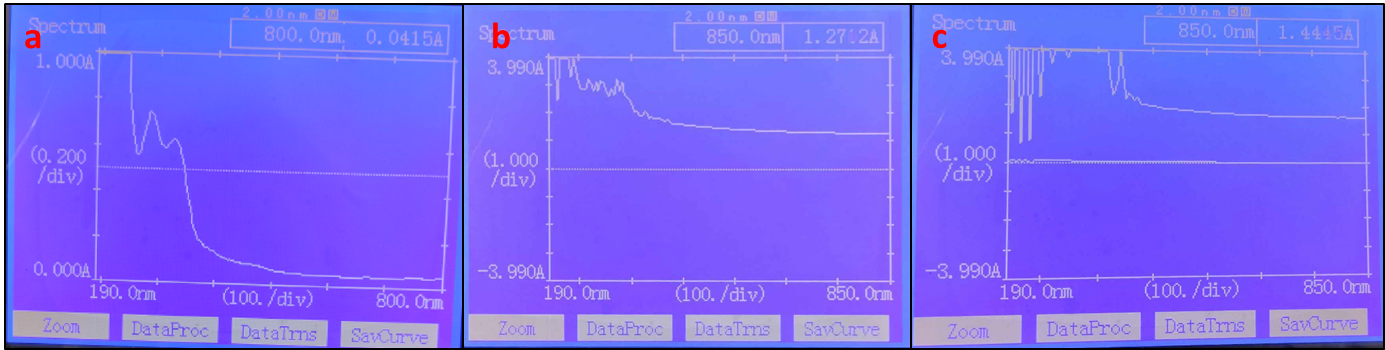 a
2.00nm
Spectrum
800.0nm 0.0415A
1.000A
(0.200
/div)
0.000A
190.0nm (100./div) 800.0nm
Zoom DataProc DataTrns SavCurve
b
2.00nm
Spectrum
850.0nm 1.2712A
3.990A
(1.000
/div)
-3.990A
190.0nm (100./div) 850.0nm
Zoom DataProc DataTrns SavCurve
c
2.00nm
Spectrum
850.0nm 1.4445A
3.990A
(1.000
/div)
-3.990A
190.0nm (100./div) 850.0nm
Zoom DataProc DataTrns SavCurve